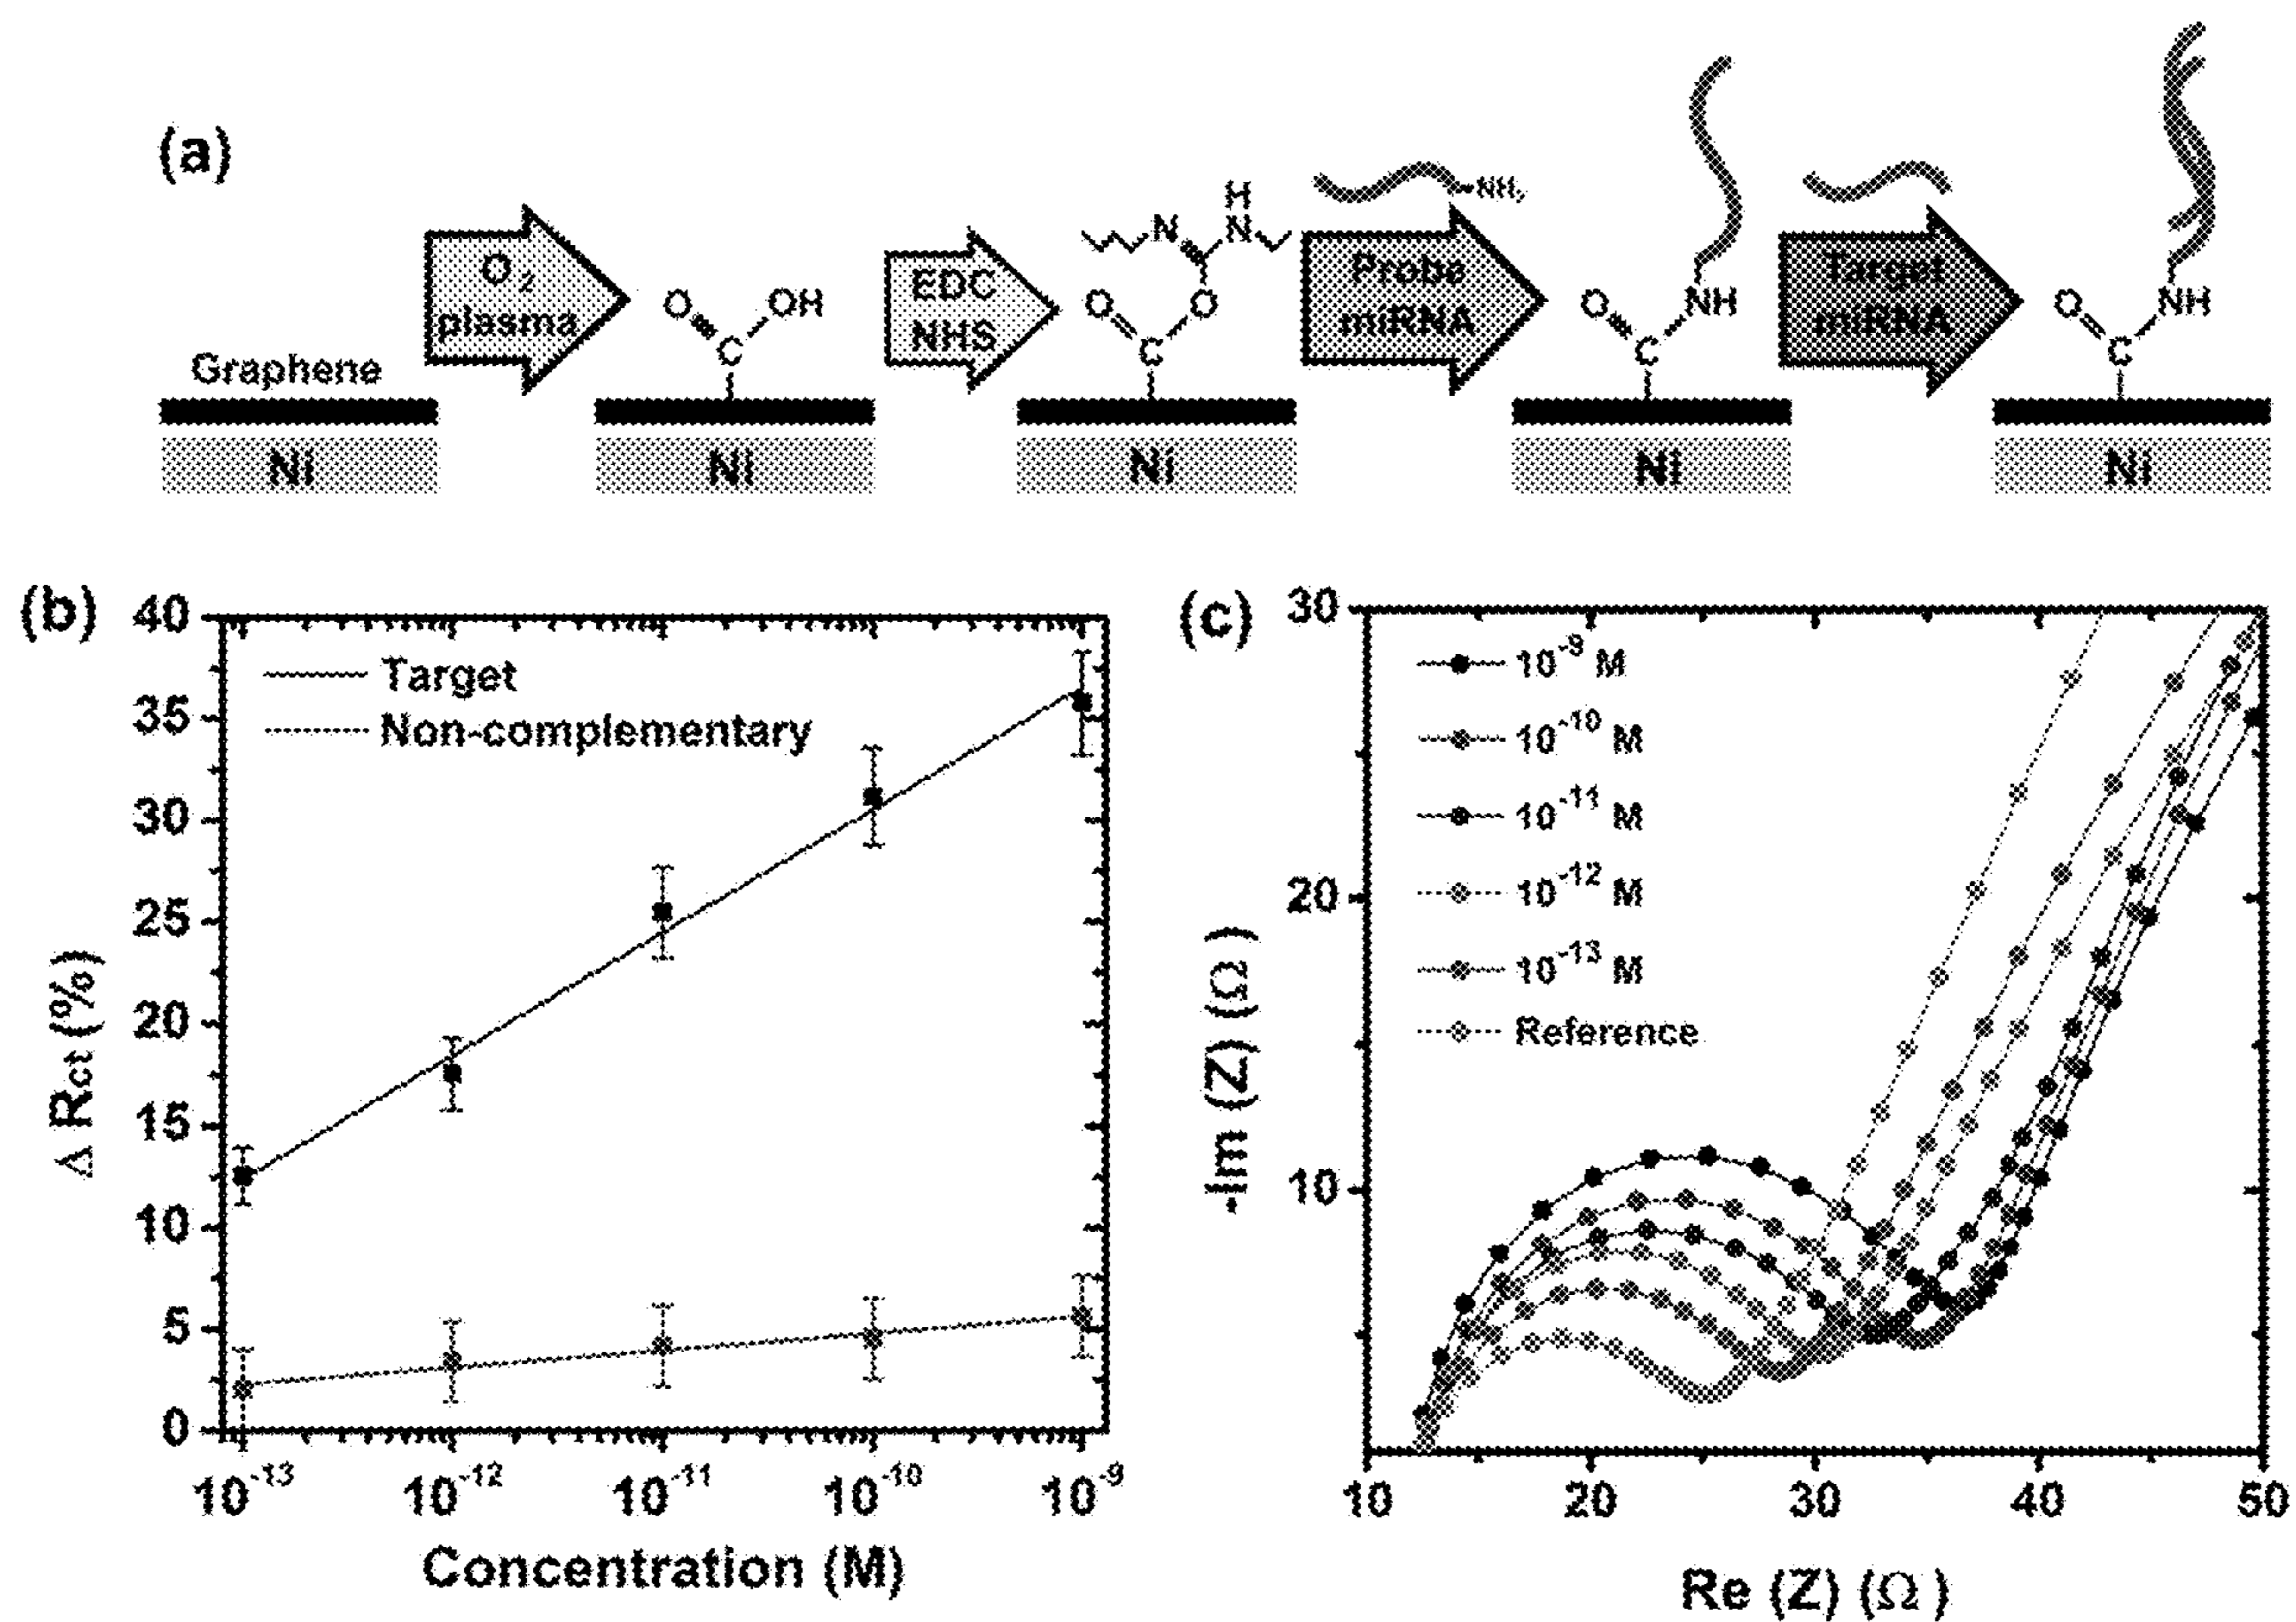 (a)
Graphene
Ni
O2
plasma
O
OH
C
Ni
EDC
NHS
N
H
N
O
O
C
Ni
NH2
Probe
miRNA
O
NH
C
Ni
Target
miRNA
O
NH
C
Ni
(b)
40
35
30
25
20
15
10
5
0
Δ Rct (%)
Target
Non-complementary
10-13
10-12
10-11
10-10
10-9
Concentration (M)
(c)
30
20
10
-Im (Z) (Ω)
10-9 M
10-10 M
10-11 M
10-12 M
10-13 M
Reference
10
20
30
40
50
Re (Z) (Ω)